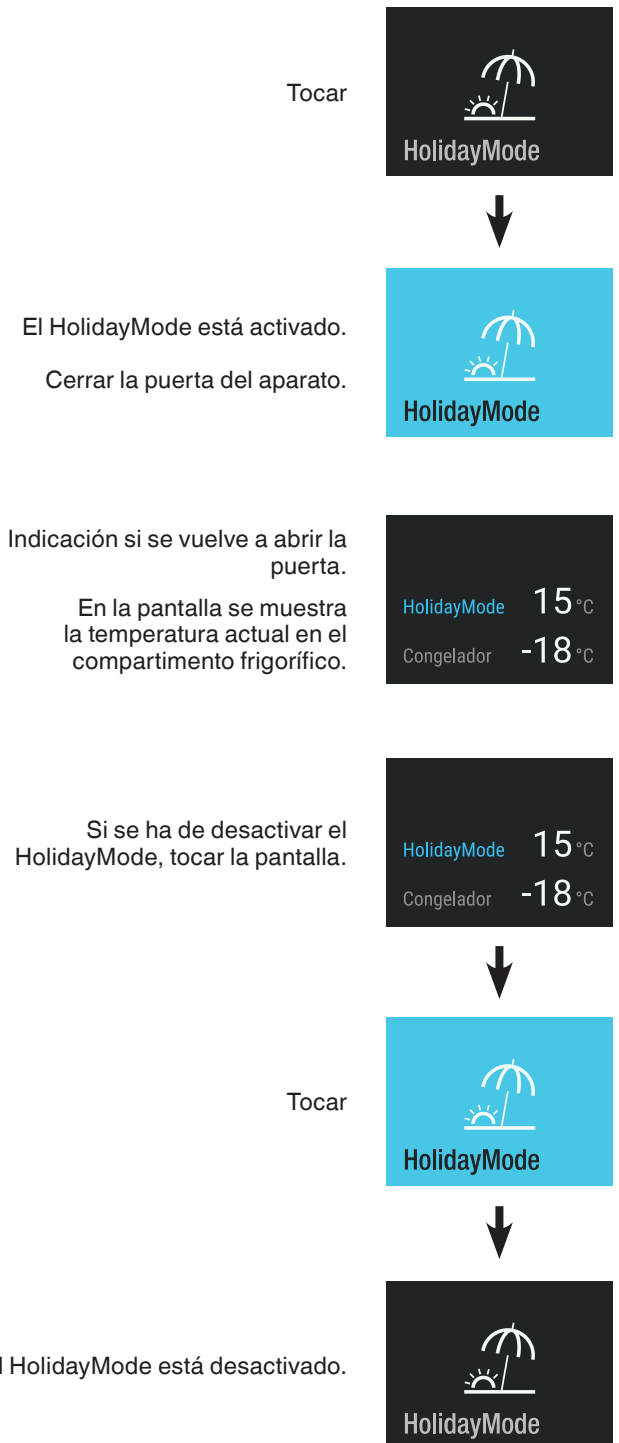 Tocar
HolidayMode
El HolidayMode está activado.
Cerrar la puerta del aparato.
HolidayMode
Indicación si se vuelve a abrir la
puerta.
En la pantalla se muestra
la temperatura actual en el
compartimento frigorífico.
HolidayMode 15 °C
Congelador -18 °C
Si se ha de desactivar el
HolidayMode, tocar la pantalla.
HolidayMode 15 °C
Congelador -18 °C
Tocar
HolidayMode
l HolidayMode está desactivado.
HolidayMode